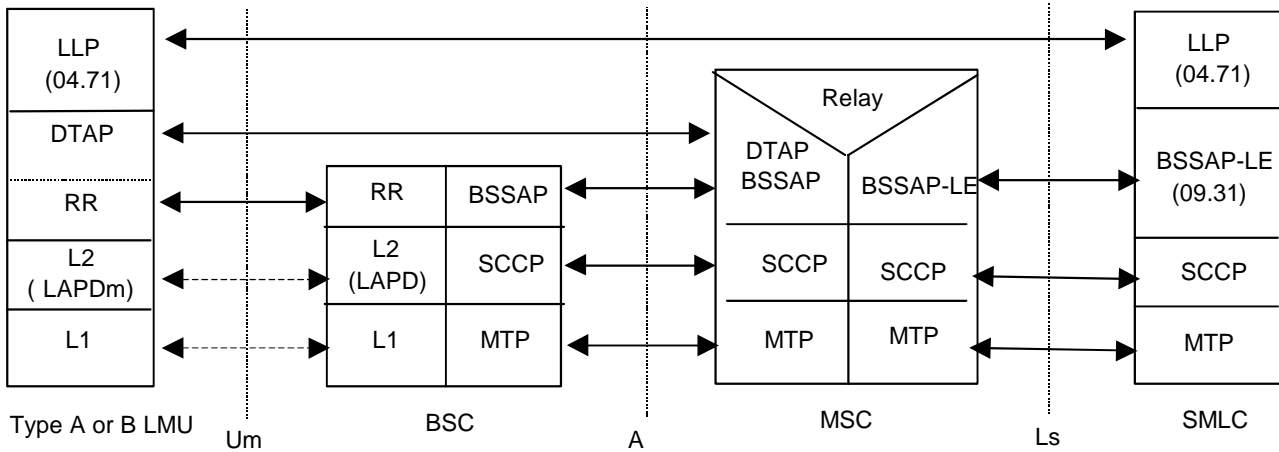 LLP
(04.71)
DTAP
RR
L2
( LAPDm)
L1
Type A or B LMU
Um
RR
BSSAP
L2
(LAPD)
SCCP
L1
MTP
BSC
A
Relay
DTAP
BSSAP
BSSAP-LE
SCCP
SCCP
MTP
MTP
MSC
Ls
LLP
(04.71)
BSSAP-LE
(09.31)
SCCP
MTP
SMLC